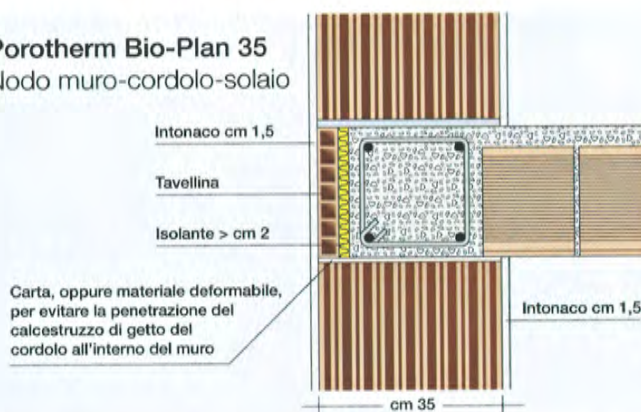 Porotherm Bio-Plan 35
Nodo muro-cordolo-solaio
Intonaco cm 1,5
Tavellina
Isolante > cm 2
Carta, oppure materiale deformabile,
per evitare la penetrazione del
calcestruzzo di getto del
cordolo all'interno del muro
Intonaco cm 1,5
cm 35